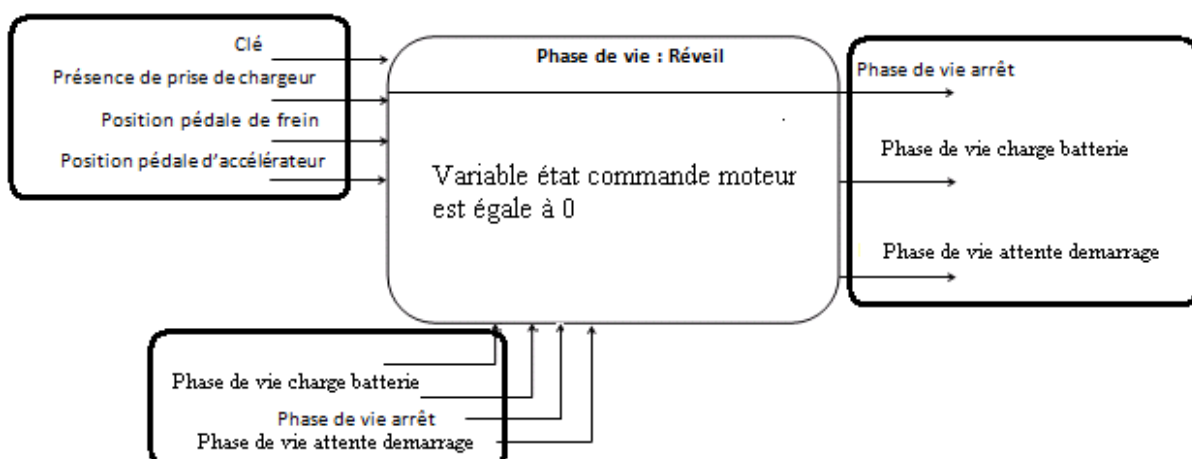 Clé
Présence de prise de chargeur
Position pédale de frein
Position pédale d'accélérateur
Phase de vie : Réveil
Variable état commande moteur
est égale à 0
Phase de vie arrêt
Phase de vie charge batterie
Phase de vie attente demarrage
Phase de vie charge batterie
Phase de vie arrêt
Phase de vie attente demarrage